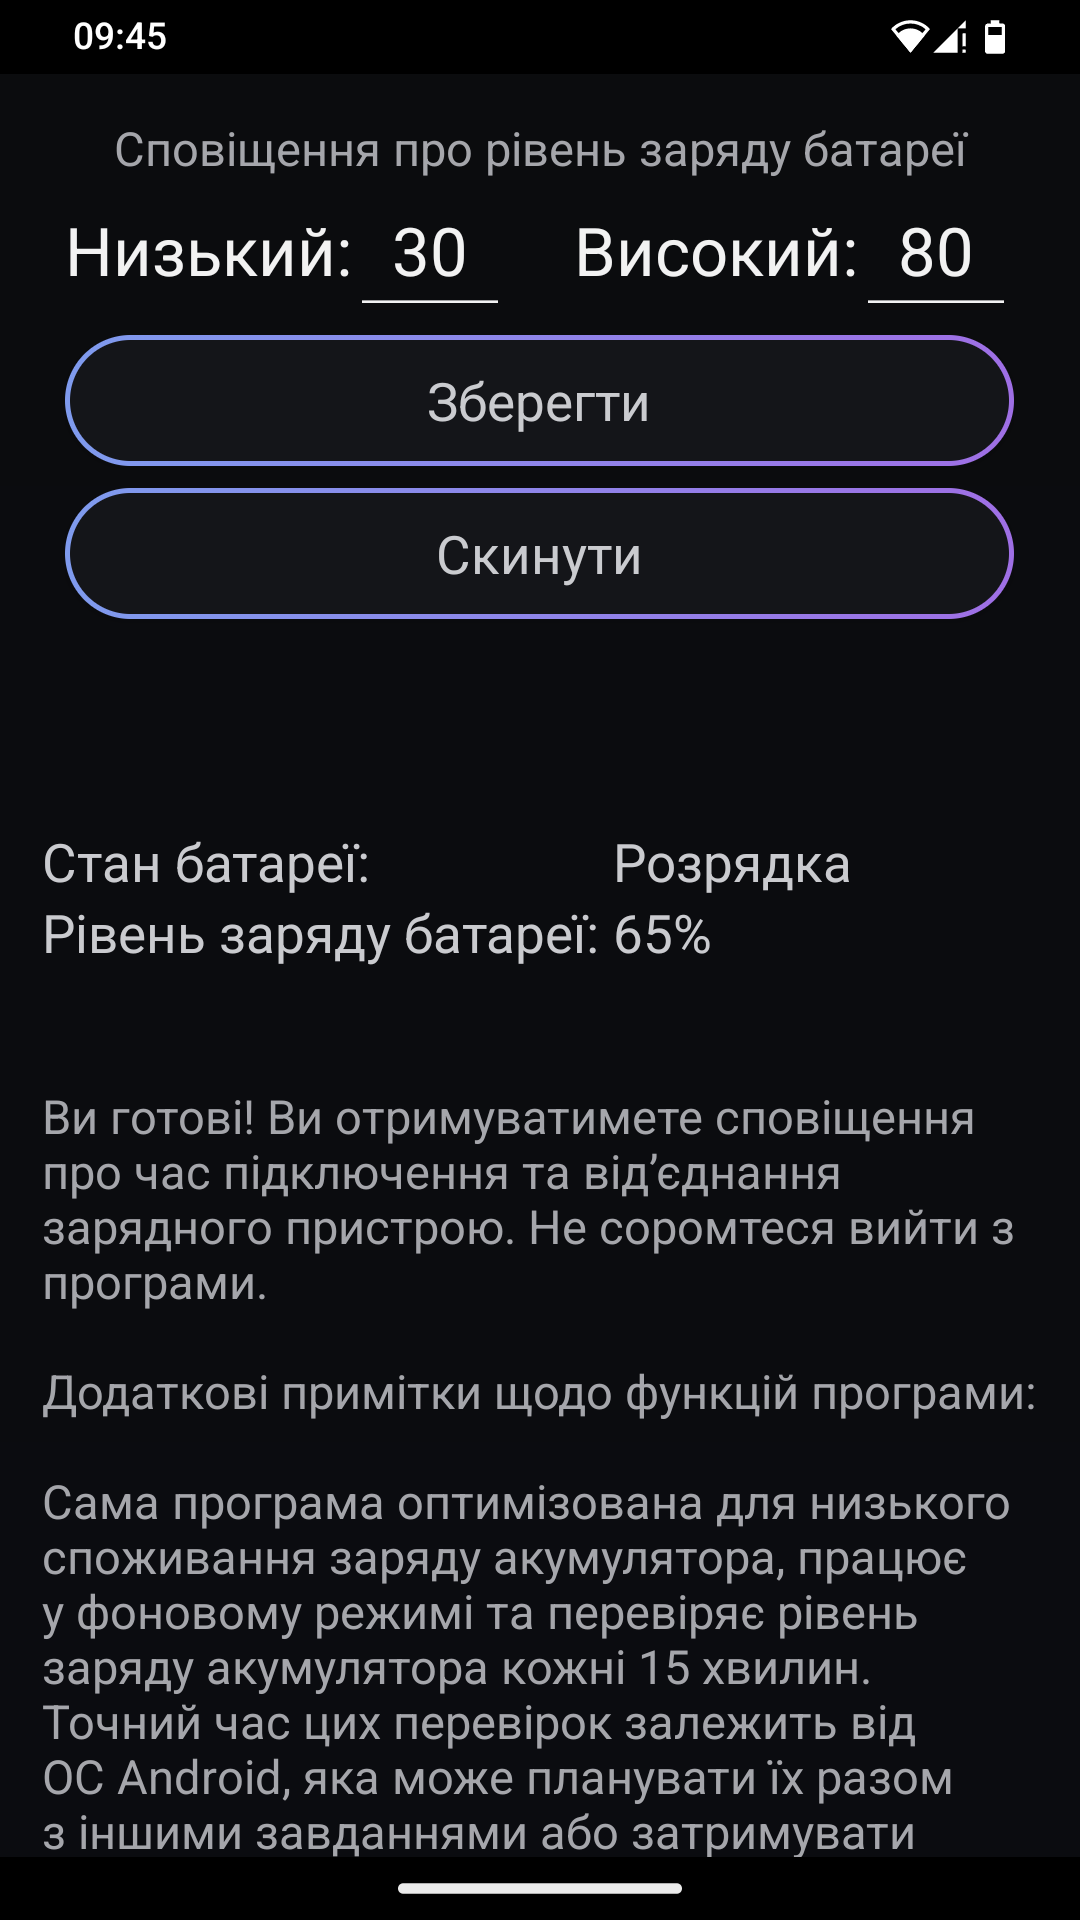 09:45
Сповіщення про рівень заряду батареї
Низький: 30 Високий: 80
Зберегти
Скинути
Стан батареї: Розрядка
Рівень заряду батареї: 65%
Ви готові! Ви отримуватимете сповіщення
про час підключення та від’єднання
зарядного пристрою. Не соромтеся вийти з
програми.
Додаткові примітки щодо функцій програми:
Сама програма оптимізована для низького
споживання заряду акумулятора, працює
у фоновому режимі та перевіряє рівень
заряду акумулятора кожні 15 хвилин.
Точний час цих перевірок залежить від
ОС Android, яка може планувати їх разом
з іншими завданнями або затримувати